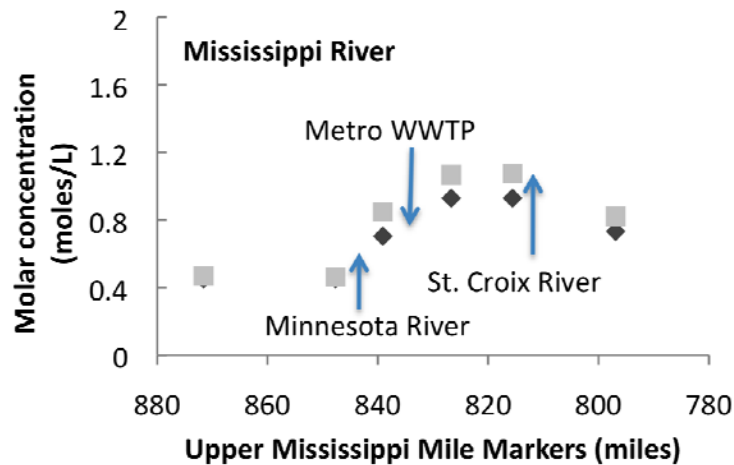 Mississippi River
Molar concentration
(moles/L)
2
1.6
1.2
0.8
0.4
0
Metro WWTP
St. Croix River
Minnesota River
880 860 840 820 800 780
Upper Mississippi Mile Markers (miles)